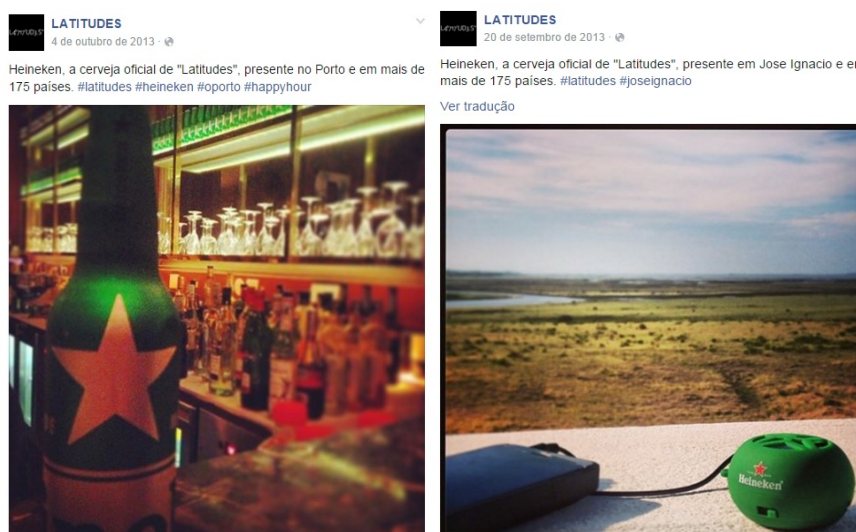 LATITUDES
4 de outubro de 2013
Heineken, a cerveja oficial de "Latitudes", presente no Porto e em mais de
175 países. #latitudes #heineken #oporto #happyhour
LATITUDES
20 de setembro de 2013
Heineken, a cerveja oficial de "Latitudes", presente em Jose Ignacio e em
mais de 175 países. #latitudes #joseignacio
Ver tradução
Heineken